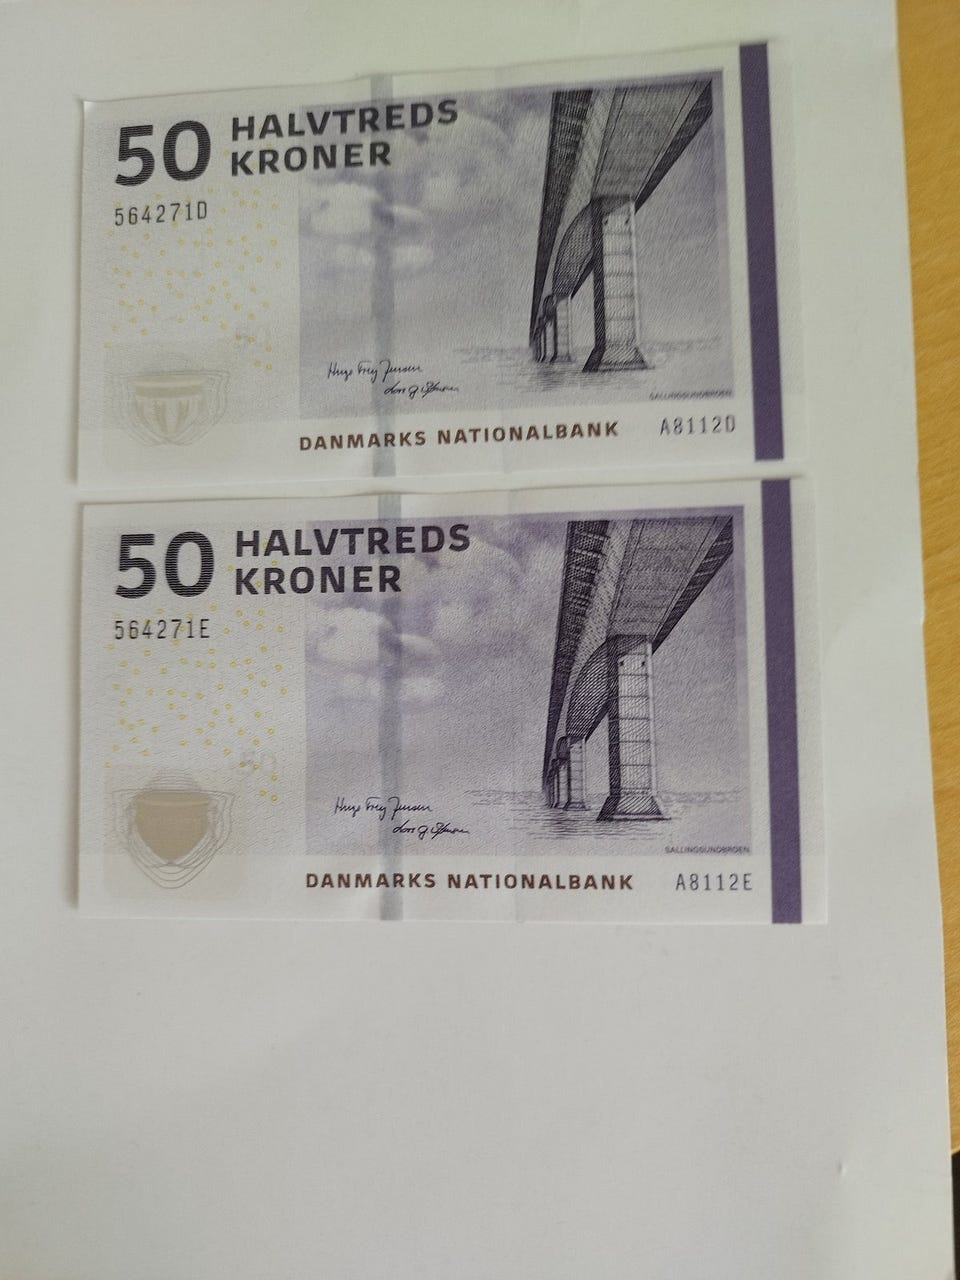 50 HALVTREDS
KRONER
564271D
SALLINGSUNDBROEN
DANMARKS NATIONALBANK A8112D
50 HALVTREDS
KRONER
564271E
SALLINGSUNDBROEN
DANMARKS NATIONALBANK A8112E